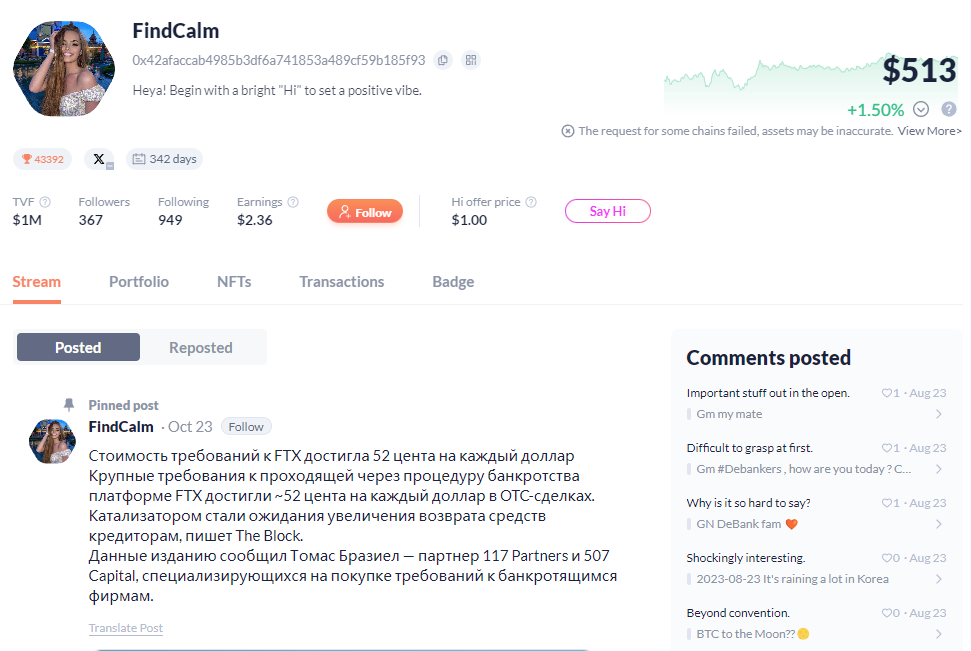 FindCalm
0x42afaccab4985b3df6a741853a489cf59b185f93
Heya! Begin with a bright "Hi" to set a positive vibe.
$513
+1.50%
The request for some chains failed, assets may be inaccurate. View More>
43392
342 days
TVF
$1M
Followers
367
Following
949
Earnings
$2.36
Follow
Hi offer price
$1.00
Say Hi
Stream Portfolio NFTs Transactions Badge
Posted Reposted
Pinned post
FindCalm · Oct 23 Follow
Стоимость требований к FTX достигла 52 цента на каждый доллар
Крупные требования к проходящей через процедуру банкротства
платформе FTX достигли ~52 цента на каждый доллар в OTC-сделках.
Катализатором стали ожидания увеличения возврата средств
кредиторам, пишет The Block.
Данные изданию сообщил Томас Бразиел — партнер 117 Partners и 507
Capital, специализирующихся на покупке требований к банкротящимся
фирмам.
Translate Post
Comments posted
Important stuff out in the open. 1 · Aug 23
Gm my mate
Difficult to grasp at first. 1 · Aug 23
Gm #Debankers , how are you today ? C...
Why is it so hard to say? 1 · Aug 23
GN DeBank fam 🧡
Shockingly interesting. 0 · Aug 23
2023-08-23 It's raining a lot in Korea
Beyond convention. 0 · Aug 23
BTC to the Moon?? 🌕